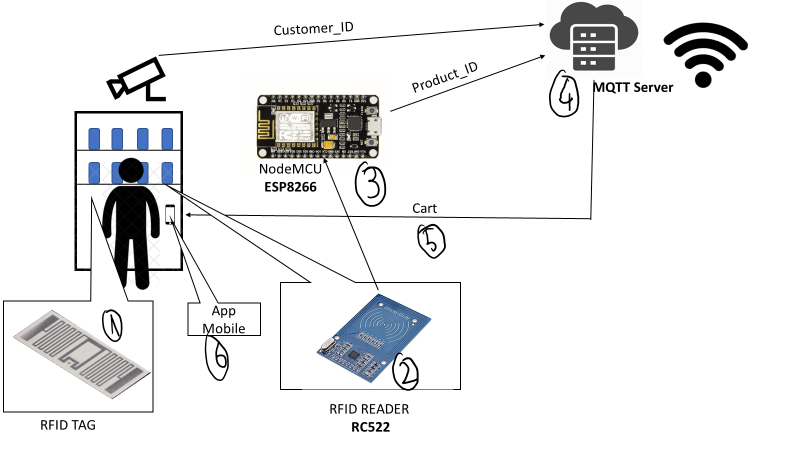 Customer_ID
Product_ID
4
MQTT Server
NodeMCU
ESP8266
3
Cart
5
1
App
Mobile
6
2
RFID READER
RC522
RFID TAG